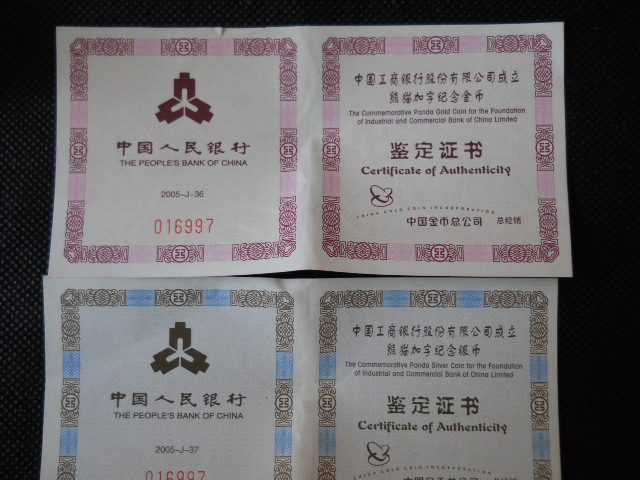 中国人民银行
THE PEOPLE'S BANK OF CHINA
2005-J-36
016997
中国工商银行股份有限公司成立
熊猫加字纪念金币
The Commemorative Panda Gold Coin for the Foundation
of Industrial and Commercial Bank of China Limited
鉴定证书
Certificate of Authenticity
CHINA GOLD COIN INCORPORATION
中国金币总公司 总经销
中国人民银行
THE PEOPLE'S BANK OF CHINA
2005-J-37
016997
中国工商银行股份有限公司成立
熊猫加字纪念银币
The Commemorative Panda Silver Coin for the Foundation
of Industrial and Commercial Bank of China Limited
鉴定证书
Certificate of Authenticity
CHINA GOLD COIN INCORPORATION